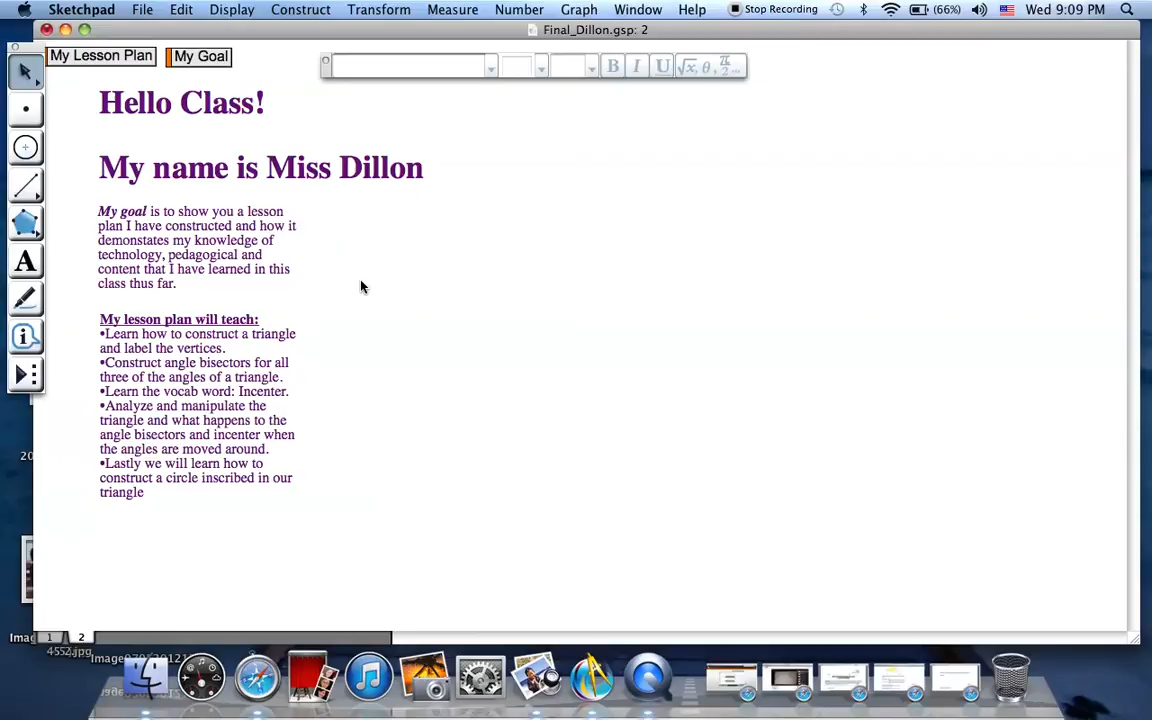 Sketchpad File Edit Display Construct Transform Measure Number Graph Window Help Stop Recording (66%) Wed 9:09 PM
Final_Dillon.gsp: 2
My Lesson Plan My Goal
B I U
Hello Class!
My name is Miss Dillon
My goal is to show you a lesson
plan I have constructed and how it
demonstates my knowledge of
technology, pedagogical and
content that I have learned in this
class thus far.
My lesson plan will teach:
•Learn how to construct a triangle
and label the vertices.
•Construct angle bisectors for all
three of the angles of a triangle.
•Learn the vocab word: Incenter.
•Analyze and manipulate the
triangle and what happens to the
angle bisectors and incenter when
the angles are moved around.
•Lastly we will learn how to
construct a circle inscribed in our
triangle
A
20
1 2
Imag
4552.jpg